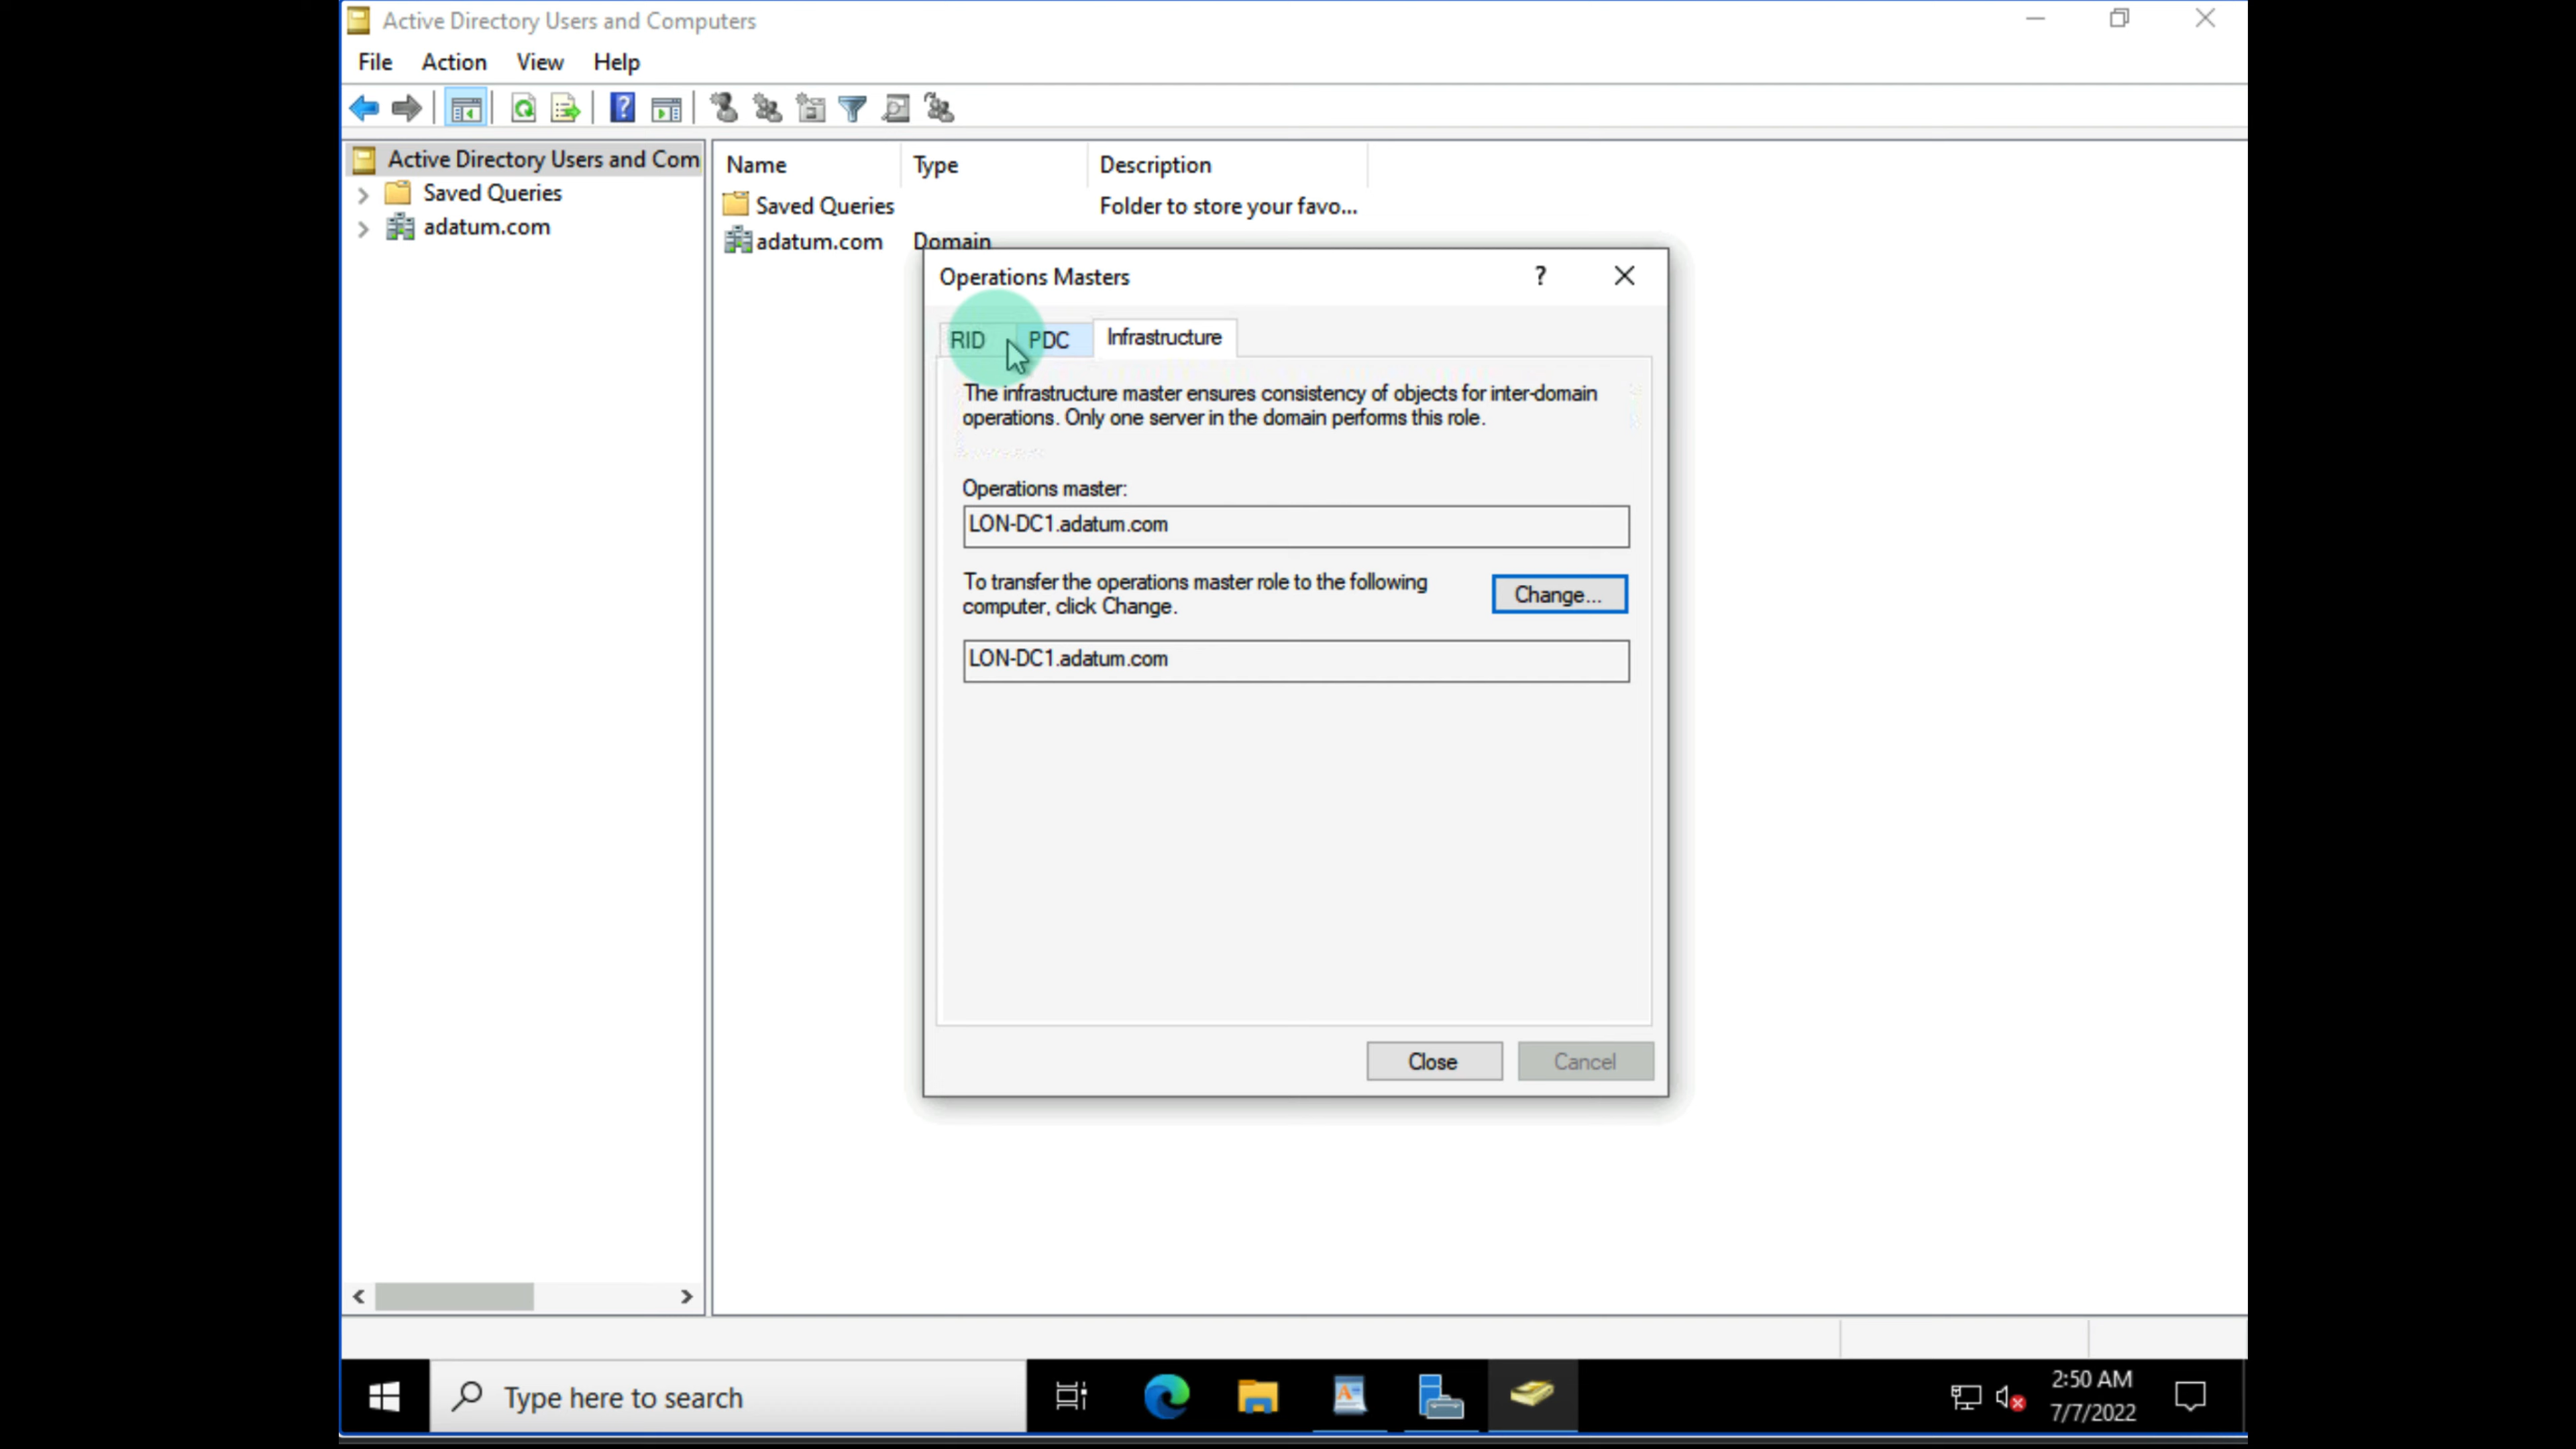 Active Directory Users and Computers
File Action View Help
Active Directory Users and Com
Saved Queries
adatum.com
Name Type Description
Saved Queries Folder to store your favo...
adatum.com Domain
Operations Masters
RID PDC Infrastructure
The infrastructure master ensures consistency of objects for inter-domain
operations. Only one server in the domain performs this role.
Operations master:
LON-DC1.adatum.com
To transfer the operations master role to the following
computer, click Change.
Change...
LON-DC1.adatum.com
Close Cancel
Type here to search
2:50 AM
7/7/2022